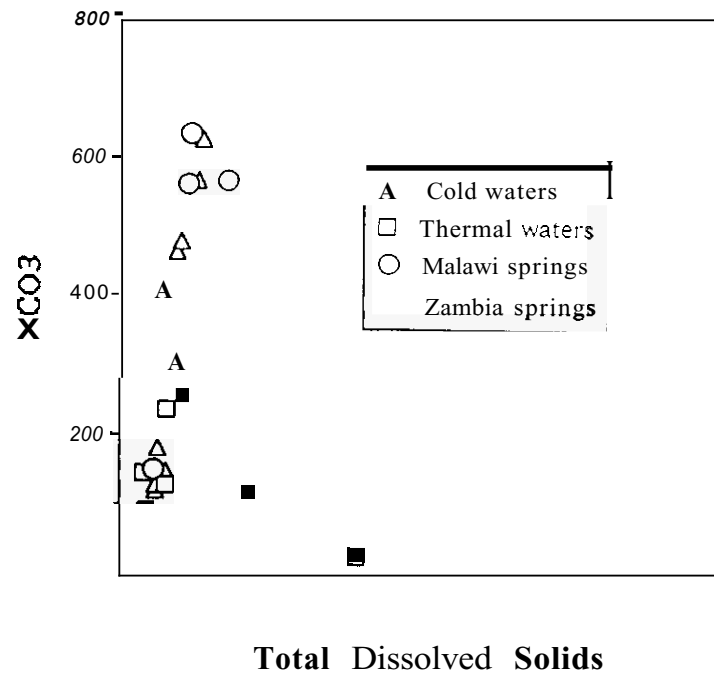 800
600
XCO3
400
200
A Cold waters
Thermal waters
Malawi springs
Zambia springs
A
A
Total Dissolved Solids